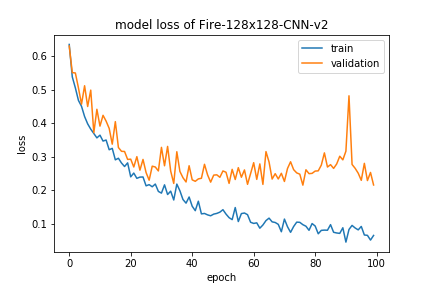 model loss of Fire-128x128-CNN-v2
train
validation
loss
0.6
0.5
0.4
0.3
0.2
0.1
0 20 40 60 80 100
epoch